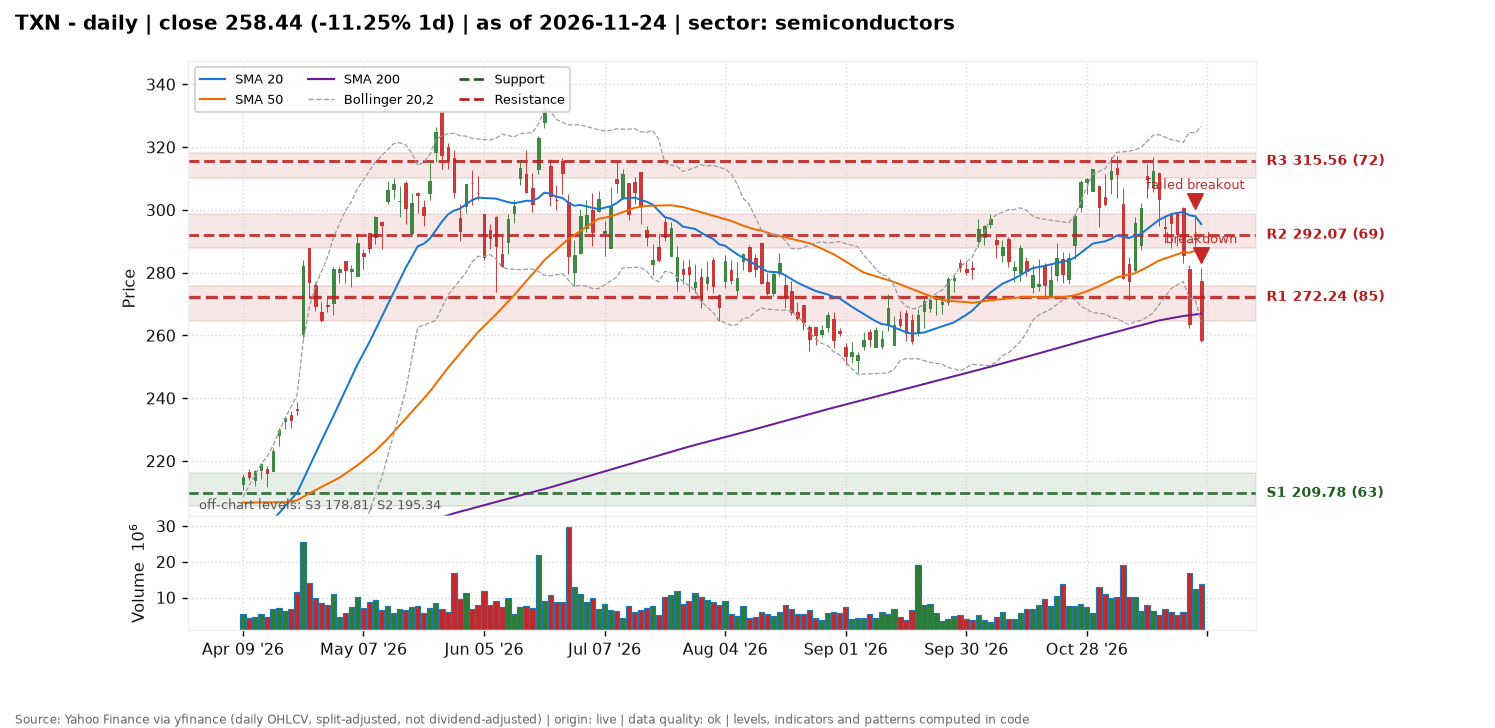 TXN - daily | close 258.44 (-11.25% 1d) | as of 2026-11-24 | sector: semiconductors
SMA 20
SMA 50
SMA 200
Bollinger 20,2
Support
Resistance
Price
340
320
300
280
260
240
220
R3 315.56 (72)
failed breakout
R2 292.07 (69)
breakdown
R1 272.24 (85)
S1 209.78 (63)
off-chart levels: S3 178.81, S2 195.34
Volume 10⁶
30
20
10
Apr 09 '26
May 07 '26
Jun 05 '26
Jul 07 '26
Aug 04 '26
Sep 01 '26
Sep 30 '26
Oct 28 '26
Source: Yahoo Finance via yfinance (daily OHLCV, split-adjusted, not dividend-adjusted) | origin: live | data quality: ok | levels, indicators and patterns computed in code